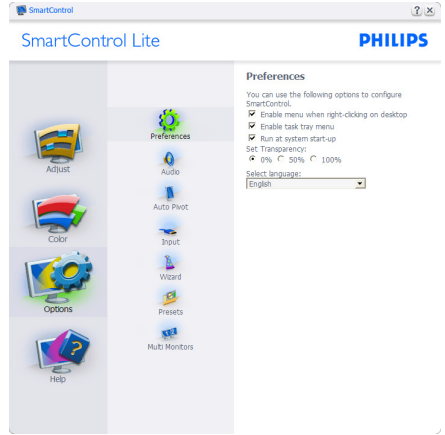 SmartControl
SmartControl Lite
PHILIPS
Adjust
Color
Options
Help
Preferences
Audio
Auto Pivot
Input
Wizard
Presets
Multi Monitors
Preferences
You can use the following options to configure
SmartControl.
Enable menu when right-clicking on desktop
Enable task tray menu
Run at system start-up
Set Transparency:
0% 50% 100%
Select language:
English